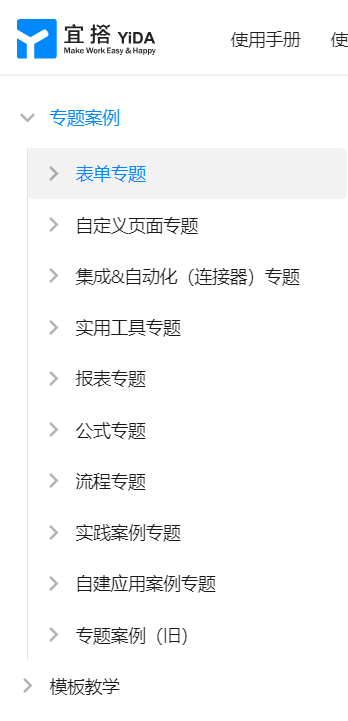 宜搭 YiDA
Make Work Easy & Happy
使用手册
专题案例
表单专题
自定义页面专题
集成&自动化（连接器）专题
实用工具专题
报表专题
公式专题
流程专题
实践案例专题
自建应用案例专题
专题案例（旧）
模板教学